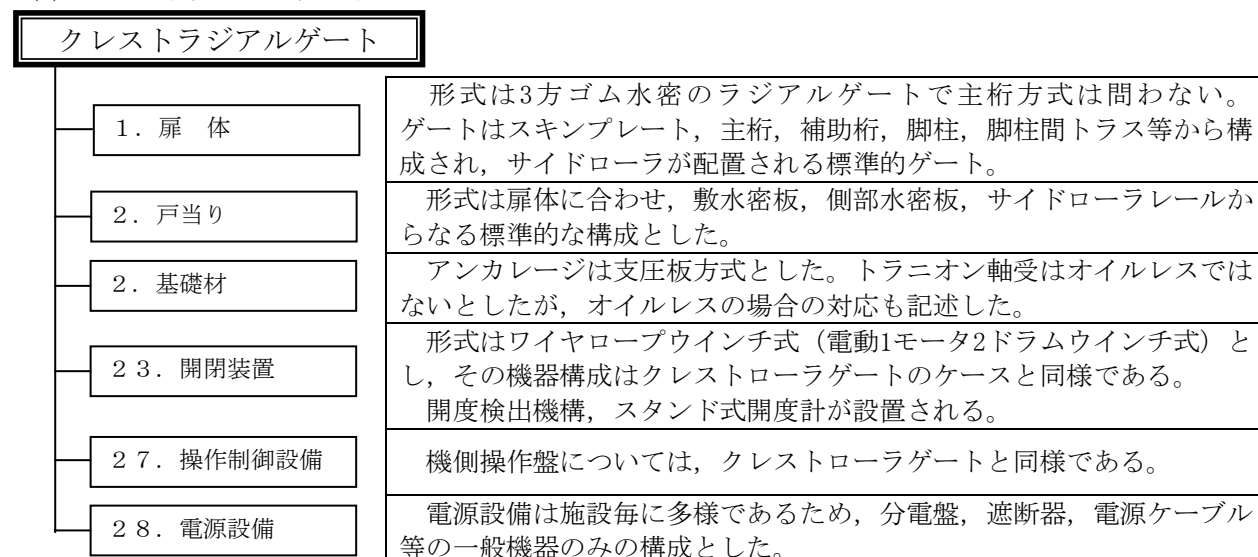 クレストラジアルゲート
1．扉　体
形式は3方ゴム水密のラジアルゲートで主桁方式は問わない。
ゲートはスキンプレート，主桁，補助桁，脚柱，脚柱間トラス等から構
成され，サイドローラが配置される標準的ゲート。
2．戸当り
形式は扉体に合わせ，敷水密板，側部水密板，サイドローラレールか
らなる標準的な構成とした。
2．基礎材
アンカレージは支圧板方式とした。トラニオン軸受はオイルレスでは
ないとしたが，オイルレスの場合の対応も記述した。
２３．開閉装置
形式はワイヤロープウインチ式（電動1モータ2ドラムウインチ式）と
し，その機器構成はクレストローラゲートのケースと同様である。
開度検出機構，スタンド式開度計が設置される。
２７．操作制御設備
機側操作盤については，クレストローラゲートと同様である。
２８．電源設備
電源設備は施設毎に多様であるため，分電盤，遮断器，電源ケーブル
等の一般機器のみの構成とした。